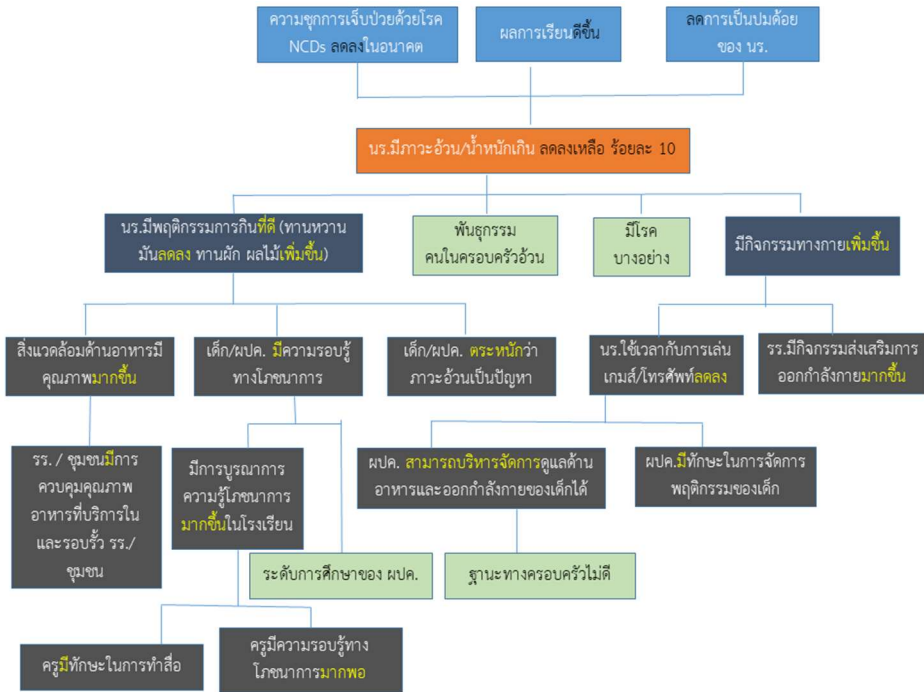 ความชุกการเจ็บป่วยด้วยโรค
NCDs ลดลงในอนาคต
ผลการเรียนดีขึ้น
ลดการเป็นปมด้อย
ของ นร.
นร.มีภาวะอ้วน/น้ำหนักเกิน ลดลงเหลือ ร้อยละ 10
นร.มีพฤติกรรมการกินที่ดี (ทานหวาน
มันลดลง ทานผัก ผลไม้เพิ่มขึ้น)
พันธุกรรม
คนในครอบครัวอ้วน
มีโรค
บางอย่าง
มีกิจกรรมทางกายเพิ่มขึ้น
สิ่งแวดล้อมด้านอาหารมี
คุณภาพมากขึ้น
เด็ก/ผปค. มีความรอบรู้
ทางโภชนาการ
เด็ก/ผปค. ตระหนักว่า
ภาวะอ้วนเป็นปัญหา
นร.ใช้เวลากับการเล่น
เกมส์/โทรศัพท์ลดลง
รร.มีกิจกรรมส่งเสริมการ
ออกกำลังกายมากขึ้น
รร. / ชุมชนมีการ
ควบคุมคุณภาพ
อาหารที่บริการใน
และรอบรั้ว รร./
ชุมชน
มีการบูรณาการ
ความรู้โภชนาการ
มากขึ้นในโรงเรียน
ผปค. สามารถบริหารจัดการดูแลด้าน
อาหารและออกกำลังกายของเด็กได้
ผปค.มีทักษะในการจัดการ
พฤติกรรมของเด็ก
ระดับการศึกษาของ ผปค.
ฐานะทางครอบครัวไม่ดี
ครูมีทักษะในการทำสื่อ
ครูมีความรอบรู้ทาง
โภชนาการมากพอ